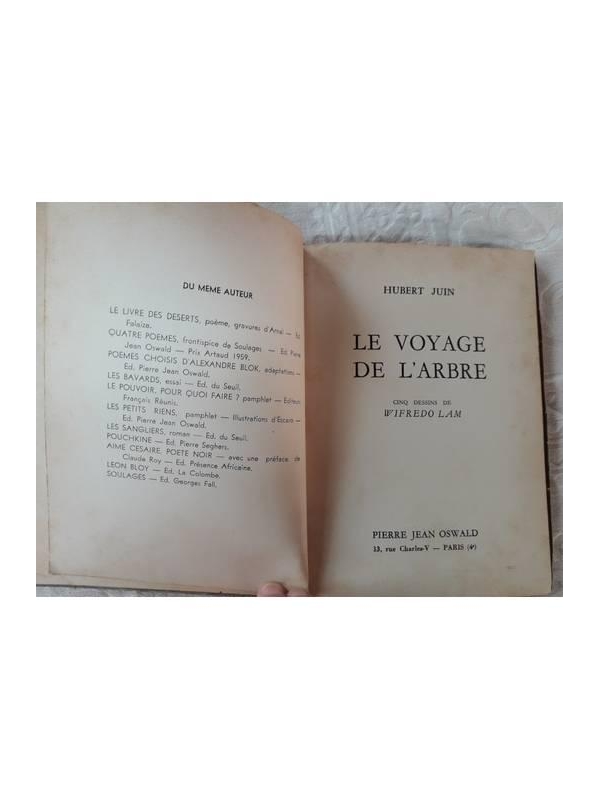 DU MEME AUTEUR
LE LIVRE DES DESERTS, poème, gravures d'Amel — Ed.
Falaize.
QUATRE POEMES, frontispice de Soulages — Ed. Pierre
Jean Oswald — Prix Artaud 1959.
POEMES CHOISIS D'ALEXANDRE BLOK, adaptations —
Ed. Pierre Jean Oswald.
LES BAVARDS, essai — Ed. du Seuil.
LE POUVOIR, POUR QUOI FAIRE ? pamphlet — Editeurs
Français Réunis.
LES PETITS RIENS, pamphlet — Illustrations d'Escaro —
Ed. Pierre Jean Oswald.
LES SANGLIERS, roman — Ed. du Seuil.
POUCHKINE — Ed. Pierre Seghers.
AIME CESAIRE, POETE NOIR — avec une préface de
Claude Roy — Ed. Présence Africaine.
LEON BLOY — Ed. La Colombe.
SOULAGES — Ed. Georges Fall.
HUBERT JUIN
LE VOYAGE
DE L'ARBRE
CINQ DESSINS DE
WIFREDO LAM
PIERRE JEAN OSWALD
13, rue Charles-V — PARIS (4e)